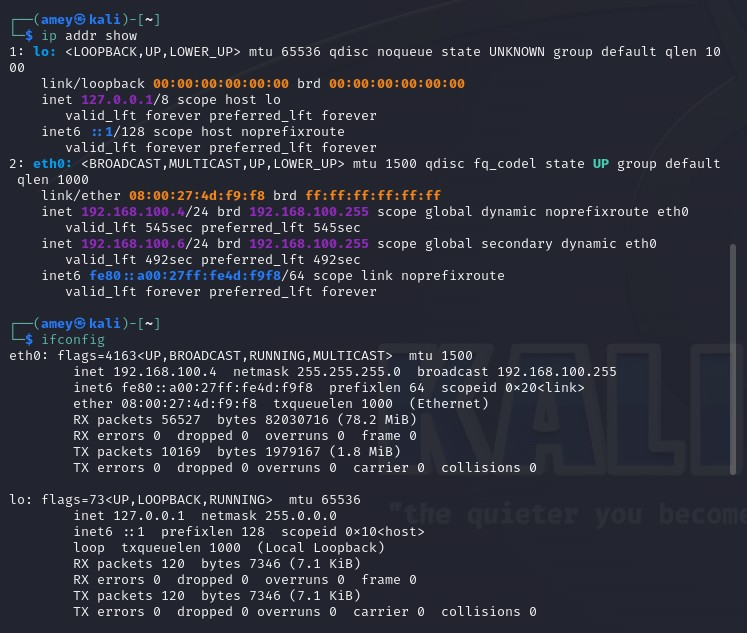 ┌──(amey㉿kali)-[~]
└─$ ip addr show
1: lo: <LOOPBACK,UP,LOWER_UP> mtu 65536 qdisc noqueue state UNKNOWN group default qlen 10
00
    link/loopback 00:00:00:00:00:00 brd 00:00:00:00:00:00
    inet 127.0.0.1/8 scope host lo
       valid_lft forever preferred_lft forever
    inet6 ::1/128 scope host noprefixroute
       valid_lft forever preferred_lft forever
2: eth0: <BROADCAST,MULTICAST,UP,LOWER_UP> mtu 1500 qdisc fq_codel state UP group default
 qlen 1000
    link/ether 08:00:27:4d:f9:f8 brd ff:ff:ff:ff:ff:ff
    inet 192.168.100.4/24 brd 192.168.100.255 scope global dynamic noprefixroute eth0
       valid_lft 545sec preferred_lft 545sec
    inet 192.168.100.6/24 brd 192.168.100.255 scope global secondary dynamic eth0
       valid_lft 492sec preferred_lft 492sec
    inet6 fe80::a00:27ff:fe4d:f9f8/64 scope link noprefixroute
       valid_lft forever preferred_lft forever

┌──(amey㉿kali)-[~]
└─$ ifconfig
eth0: flags=4163<UP,BROADCAST,RUNNING,MULTICAST>  mtu 1500
        inet 192.168.100.4  netmask 255.255.255.0  broadcast 192.168.100.255
        inet6 fe80::a00:27ff:fe4d:f9f8  prefixlen 64  scopeid 0x20<link>
        ether 08:00:27:4d:f9:f8  txqueuelen 1000  (Ethernet)
        RX packets 56527  bytes 82030716 (78.2 MiB)
        RX errors 0  dropped 0  overruns 0  frame 0
        TX packets 10169  bytes 1979167 (1.8 MiB)
        TX errors 0  dropped 0 overruns 0  carrier 0  collisions 0

lo: flags=73<UP,LOOPBACK,RUNNING>  mtu 65536
        inet 127.0.0.1  netmask 255.0.0.0
        inet6 ::1  prefixlen 128  scopeid 0x10<host>
        loop  txqueuelen 1000  (Local Loopback)
        RX packets 120  bytes 7346 (7.1 KiB)
        RX errors 0  dropped 0  overruns 0  frame 0
        TX packets 120  bytes 7346 (7.1 KiB)
        TX errors 0  dropped 0 overruns 0  carrier 0  collisions 0
KALI
"the quieter you become